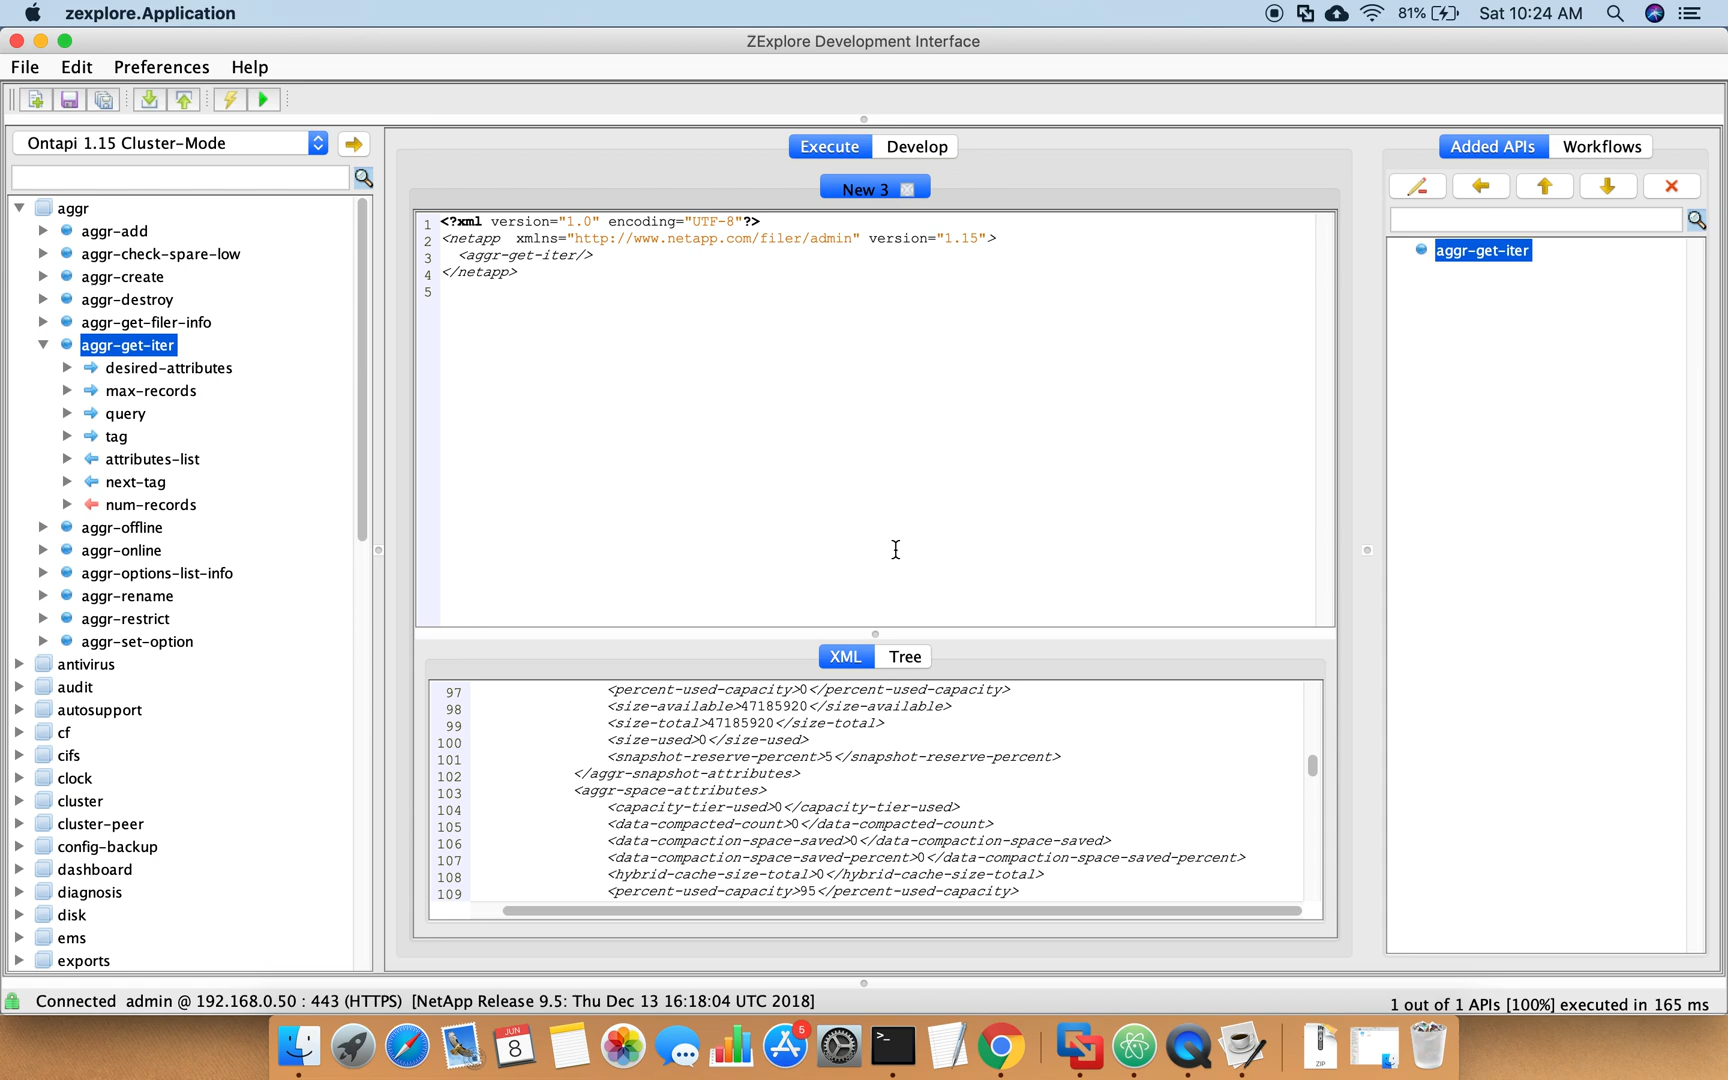 zexplore.Application
81%
Sat 10:24 AM
ZExplore Development Interface
File Edit Preferences Help
Ontapi 1.15 Cluster-Mode
aggr
aggr-add
aggr-check-spare-low
aggr-create
aggr-destroy
aggr-get-filer-info
aggr-get-iter
desired-attributes
max-records
query
tag
attributes-list
next-tag
num-records
aggr-offline
aggr-online
aggr-options-list-info
aggr-rename
aggr-restrict
aggr-set-option
antivirus
audit
autosupport
cf
cifs
clock
cluster
cluster-peer
config-backup
dashboard
diagnosis
disk
ems
exports
Execute Develop
New 3
1 <?xml version="1.0" encoding="UTF-8"?>
2 <netapp  xmlns="http://www.netapp.com/filer/admin" version="1.15">
3 <aggr-get-iter/>
4 </netapp>
5
XML Tree
97 <percent-used-capacity>0</percent-used-capacity>
98 <size-available>47185920</size-available>
99 <size-total>47185920</size-total>
100 <size-used>0</size-used>
101 <snapshot-reserve-percent>5</snapshot-reserve-percent>
102 </aggr-snapshot-attributes>
103 <aggr-space-attributes>
104 <capacity-tier-used>0</capacity-tier-used>
105 <data-compacted-count>0</data-compacted-count>
106 <data-compaction-space-saved>0</data-compaction-space-saved>
107 <data-compaction-space-saved-percent>0</data-compaction-space-saved-percent>
108 <hybrid-cache-size-total>0</hybrid-cache-size-total>
109 <percent-used-capacity>95</percent-used-capacity>
Added APIs Workflows
aggr-get-iter
Connected admin @ 192.168.0.50 : 443 (HTTPS) [NetApp Release 9.5: Thu Dec 13 16:18:04 UTC 2018]
1 out of 1 APIs [100%] executed in 165 ms
JUN
8
5
>_
ZIP